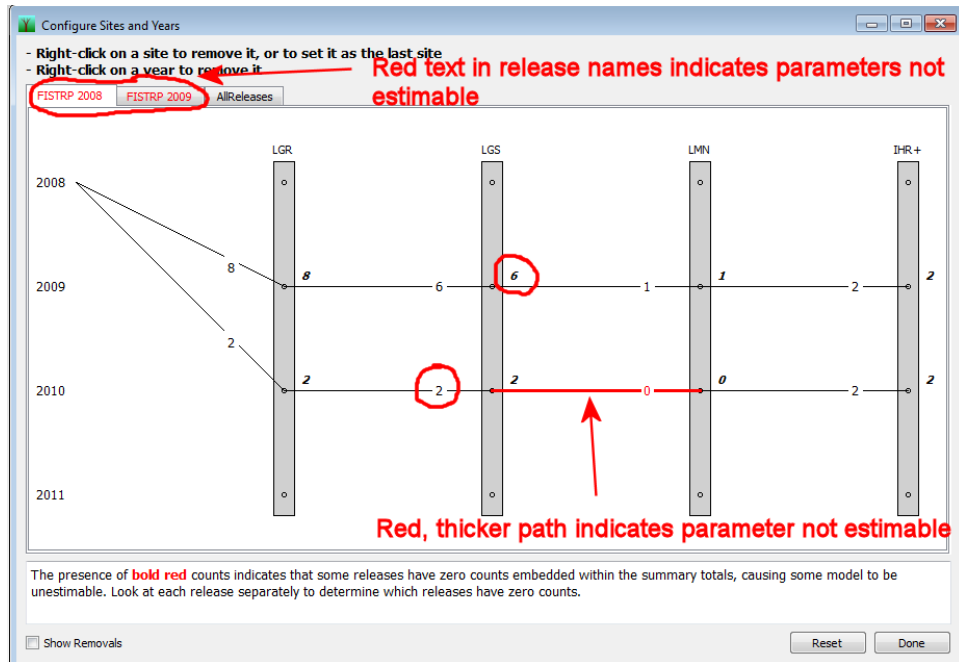 Configure Sites and Years
- Right-click on a site to remove it, or to set it as the last site
- Right-click on a year to remove it
Red text in release names indicates parameters not
estimable
FISTRP 2008 FISTRP 2009 AllReleases
LGR LGS LMN IHR+
2008
8 8 6 6 1 1 2 2
2009
2
2 2 2 0 0 2 2
2010
2011
Red, thicker path indicates parameter not estimable
The presence of bold red counts indicates that some releases have zero counts embedded within the summary totals, causing some model to be
unestimable. Look at each release separately to determine which releases have zero counts.
Show Removals Reset Done